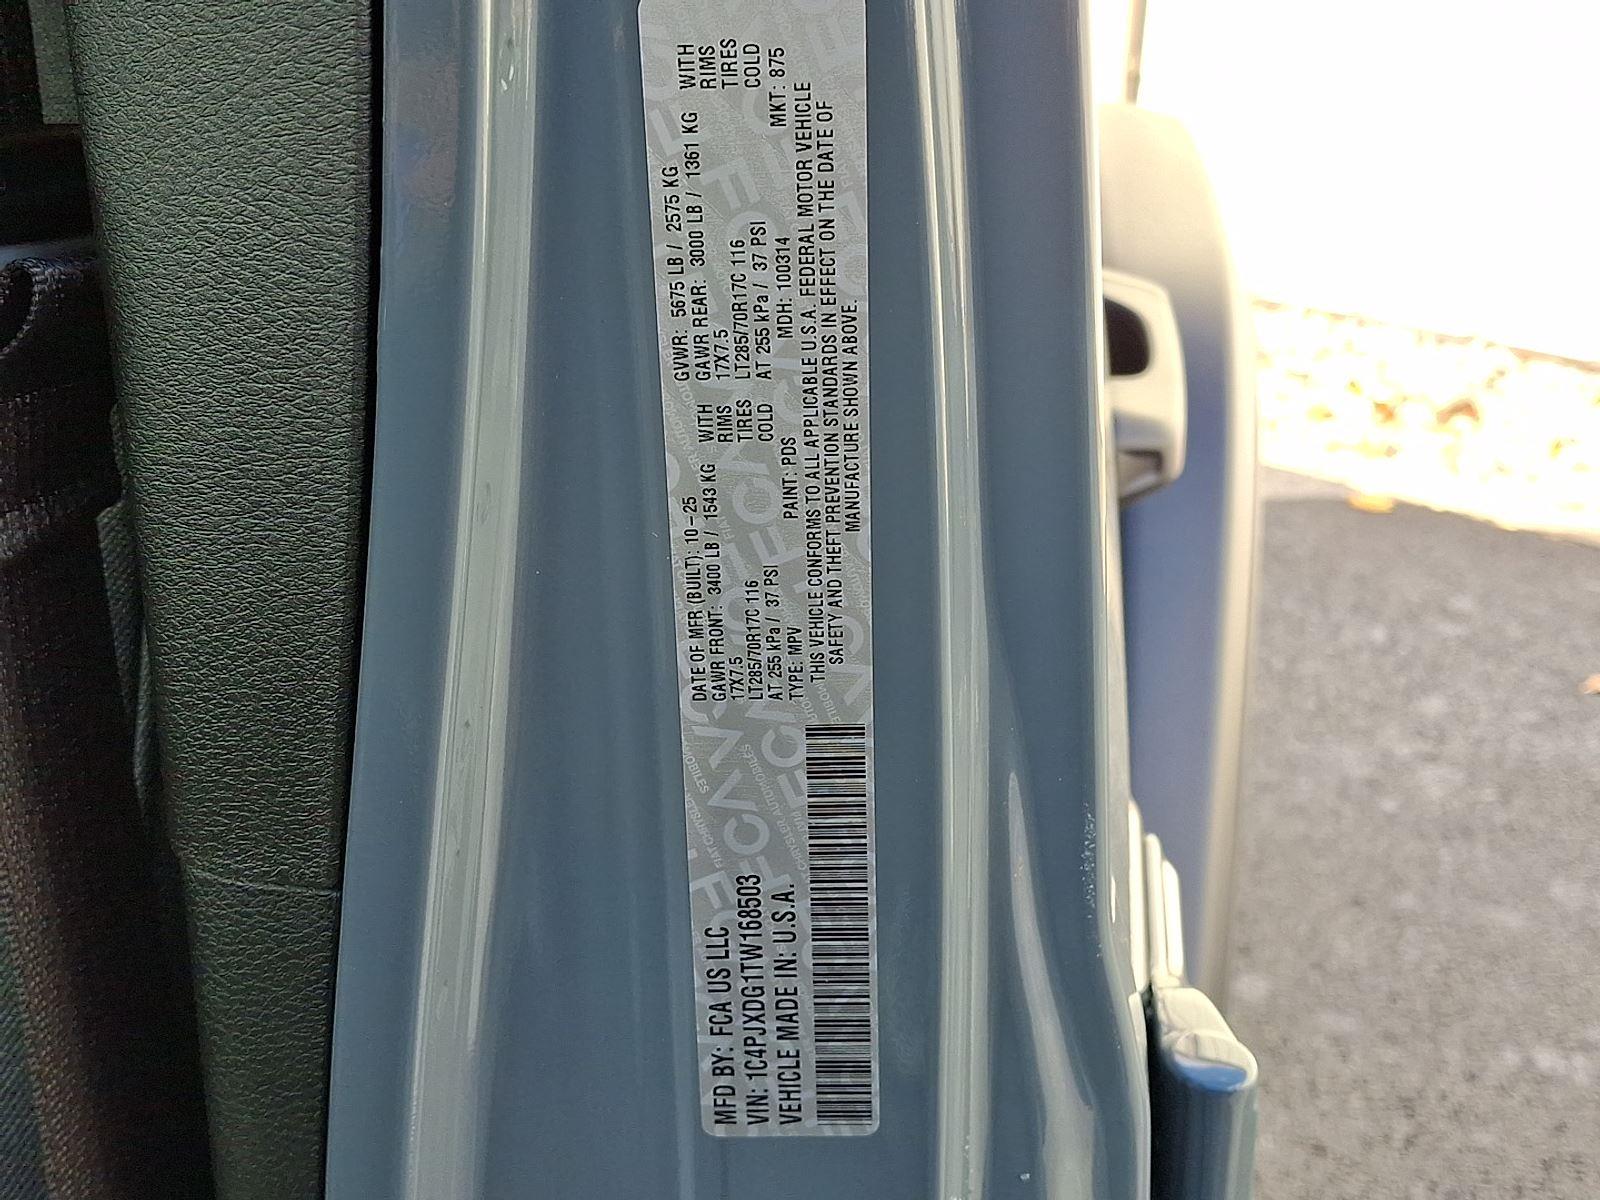 MFD BY: FCA US LLC
VIN: 1C4PJXDG1TW168503
VEHICLE MADE IN: U.S.A.
DATE OF MFR (BUILT): 10-25 GVWR: 5675 LB / 2575 KG
GAWR FRONT: 3400 LB / 1543 KG WITH GAWR REAR: 3000 LB / 1361 KG WITH
17X7.5 RIMS 17X7.5 RIMS
LT285/70R17C 116 TIRES LT285/70R17C 116 TIRES
AT 255 kPa / 37 PSI COLD AT 255 kPa / 37 PSI COLD
TYPE: MPV PAINT: PDS MDH: 100314 MKT: 875
THIS VEHICLE CONFORMS TO ALL APPLICABLE U.S.A. FEDERAL MOTOR VEHICLE
SAFETY AND THEFT PREVENTION STANDARDS IN EFFECT ON THE DATE OF
MANUFACTURE SHOWN ABOVE.